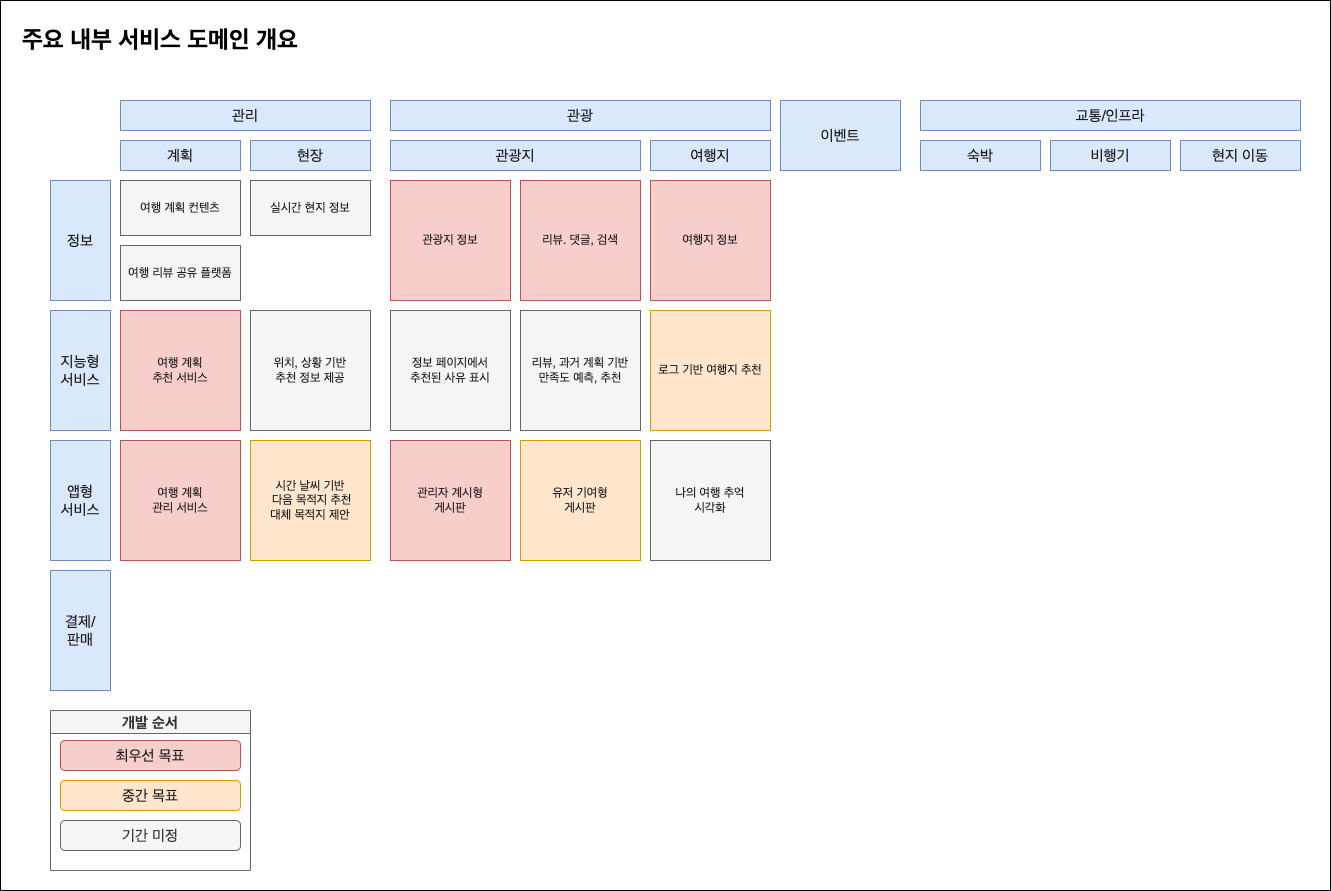 주요 내부 서비스 도메인 개요
관리
관광
이벤트
교통/인프라
계획
현장
관광지
여행지
숙박
비행기
현지 이동
정보
여행 계획 컨텐츠
실시간 현지 정보
여행 리뷰 공유 플랫폼
관광지 정보
리뷰. 댓글, 검색
여행지 정보
지능형
서비스
여행 계획
추천 서비스
위치, 상황 기반
추천 정보 제공
정보 페이지에서
추천된 사유 표시
리뷰, 과거 계획 기반
만족도 예측, 추천
로그 기반 여행지 추천
앱형
서비스
여행 계획
관리 서비스
시간 날씨 기반
다음 목적지 추천
대체 목적지 제안
관리자 게시형
게시판
유저 기여형
게시판
나의 여행 추억
시각화
결제/
판매
개발 순서
최우선 목표
중간 목표
기간 미정